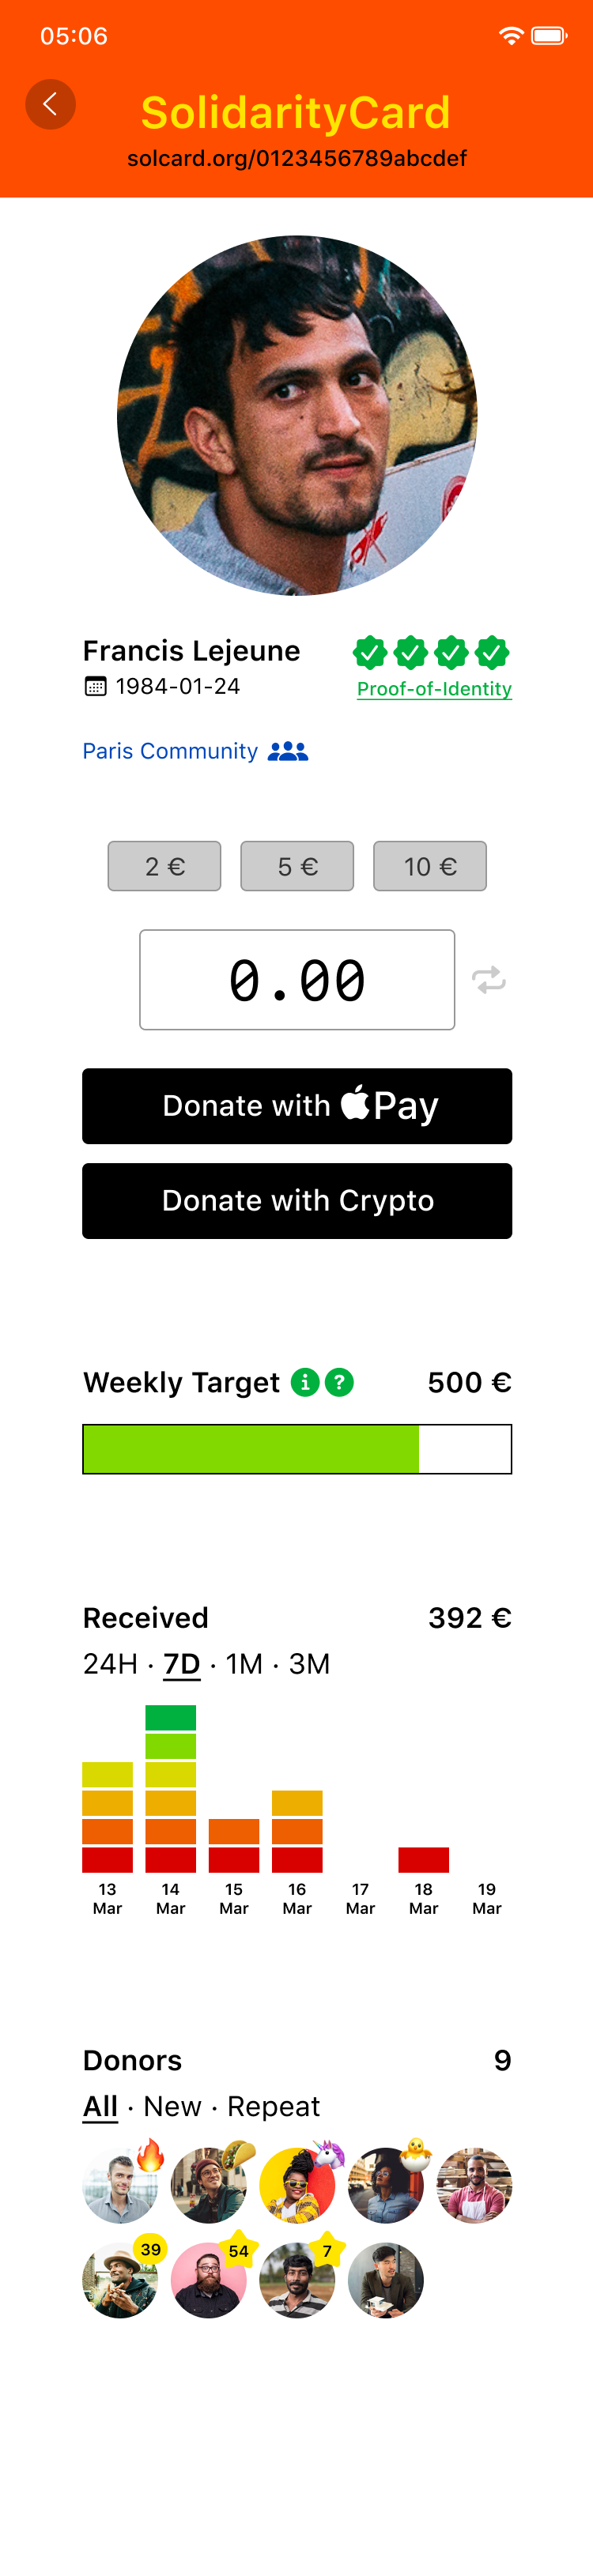 05:06
SolidarityCard
solcard.org/0123456789abcdef
Francis Lejeune
1984-01-24
Proof-of-Identity
Paris Community
2 € 5 € 10 €
0.00
Donate with Pay
Donate with Crypto
Weekly Target i ? 500 €
Received 392 €
24H · 7D · 1M · 3M
13 14 15 16 17 18 19
Mar Mar Mar Mar Mar Mar Mar
Donors 9
All · New · Repeat
39 54 7